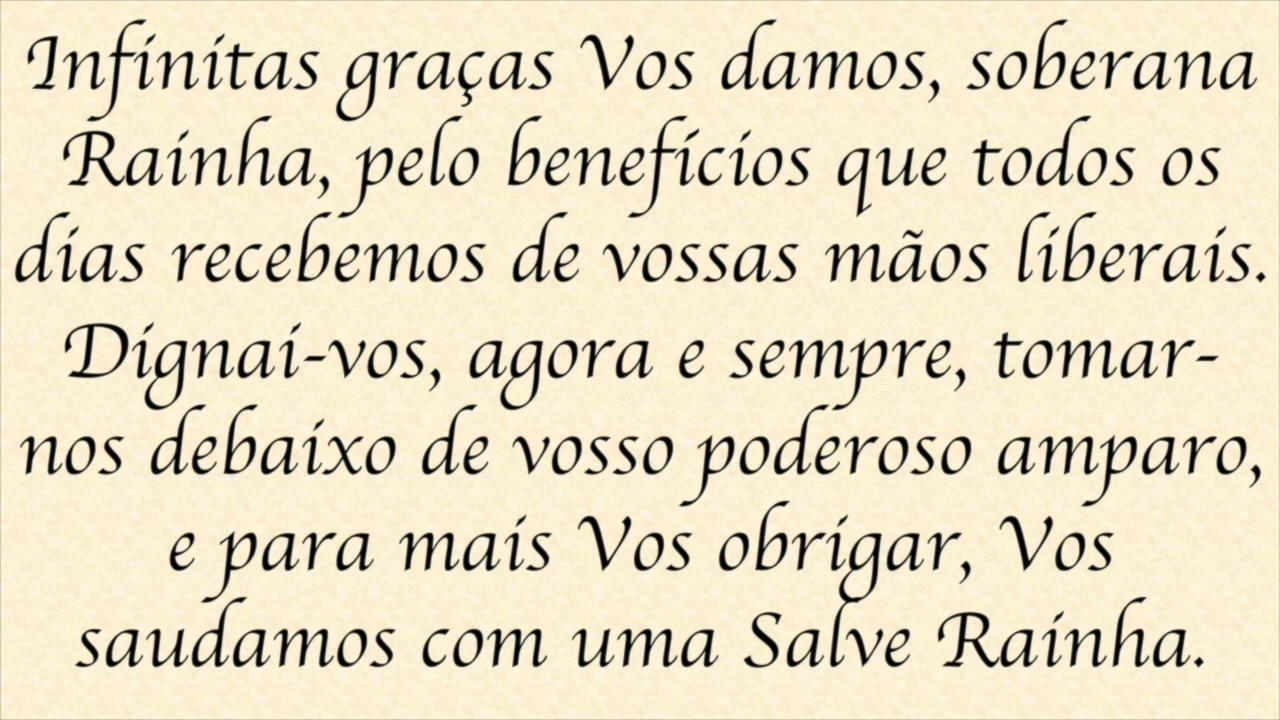 Infinitas graças Vos damos, soberana
Rainha, pelo benefícios que todos os
dias recebemos de vossas mãos liberais.
Dignai-vos, agora e sempre, tomar-
nos debaixo de vosso poderoso amparo,
e para mais Vos obrigar, Vos
saudamos com uma Salve Rainha.